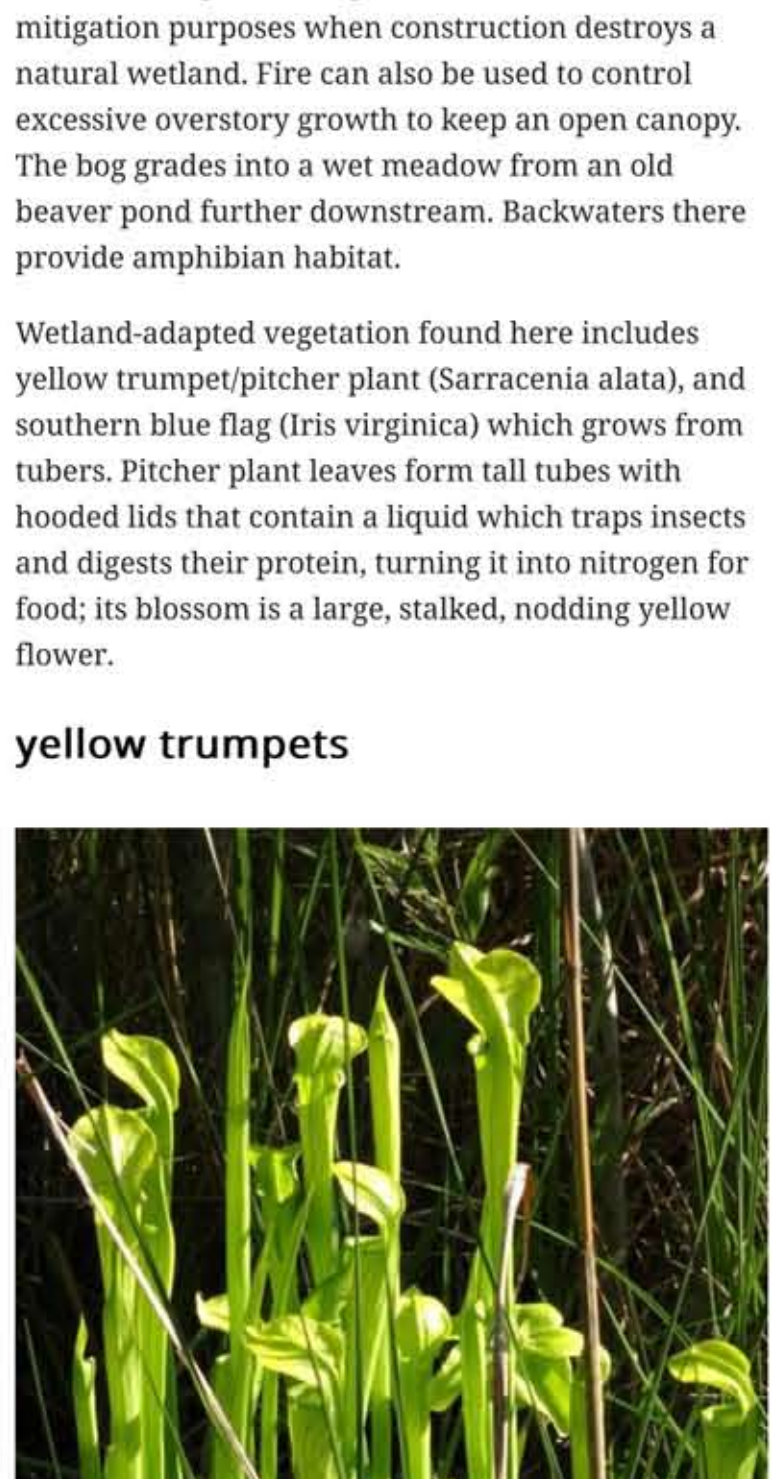 mitigation purposes when construction destroys a
natural wetland. Fire can also be used to control
excessive overstory growth to keep an open canopy.
The bog grades into a wet meadow from an old
beaver pond further downstream. Backwaters there
provide amphibian habitat.
Wetland-adapted vegetation found here includes
yellow trumpet/pitcher plant (Sarracenia alata), and
southern blue flag (Iris virginica) which grows from
tubers. Pitcher plant leaves form tall tubes with
hooded lids that contain a liquid which traps insects
and digests their protein, turning it into nitrogen for
food; its blossom is a large, stalked, nodding yellow
flower.
yellow trumpets